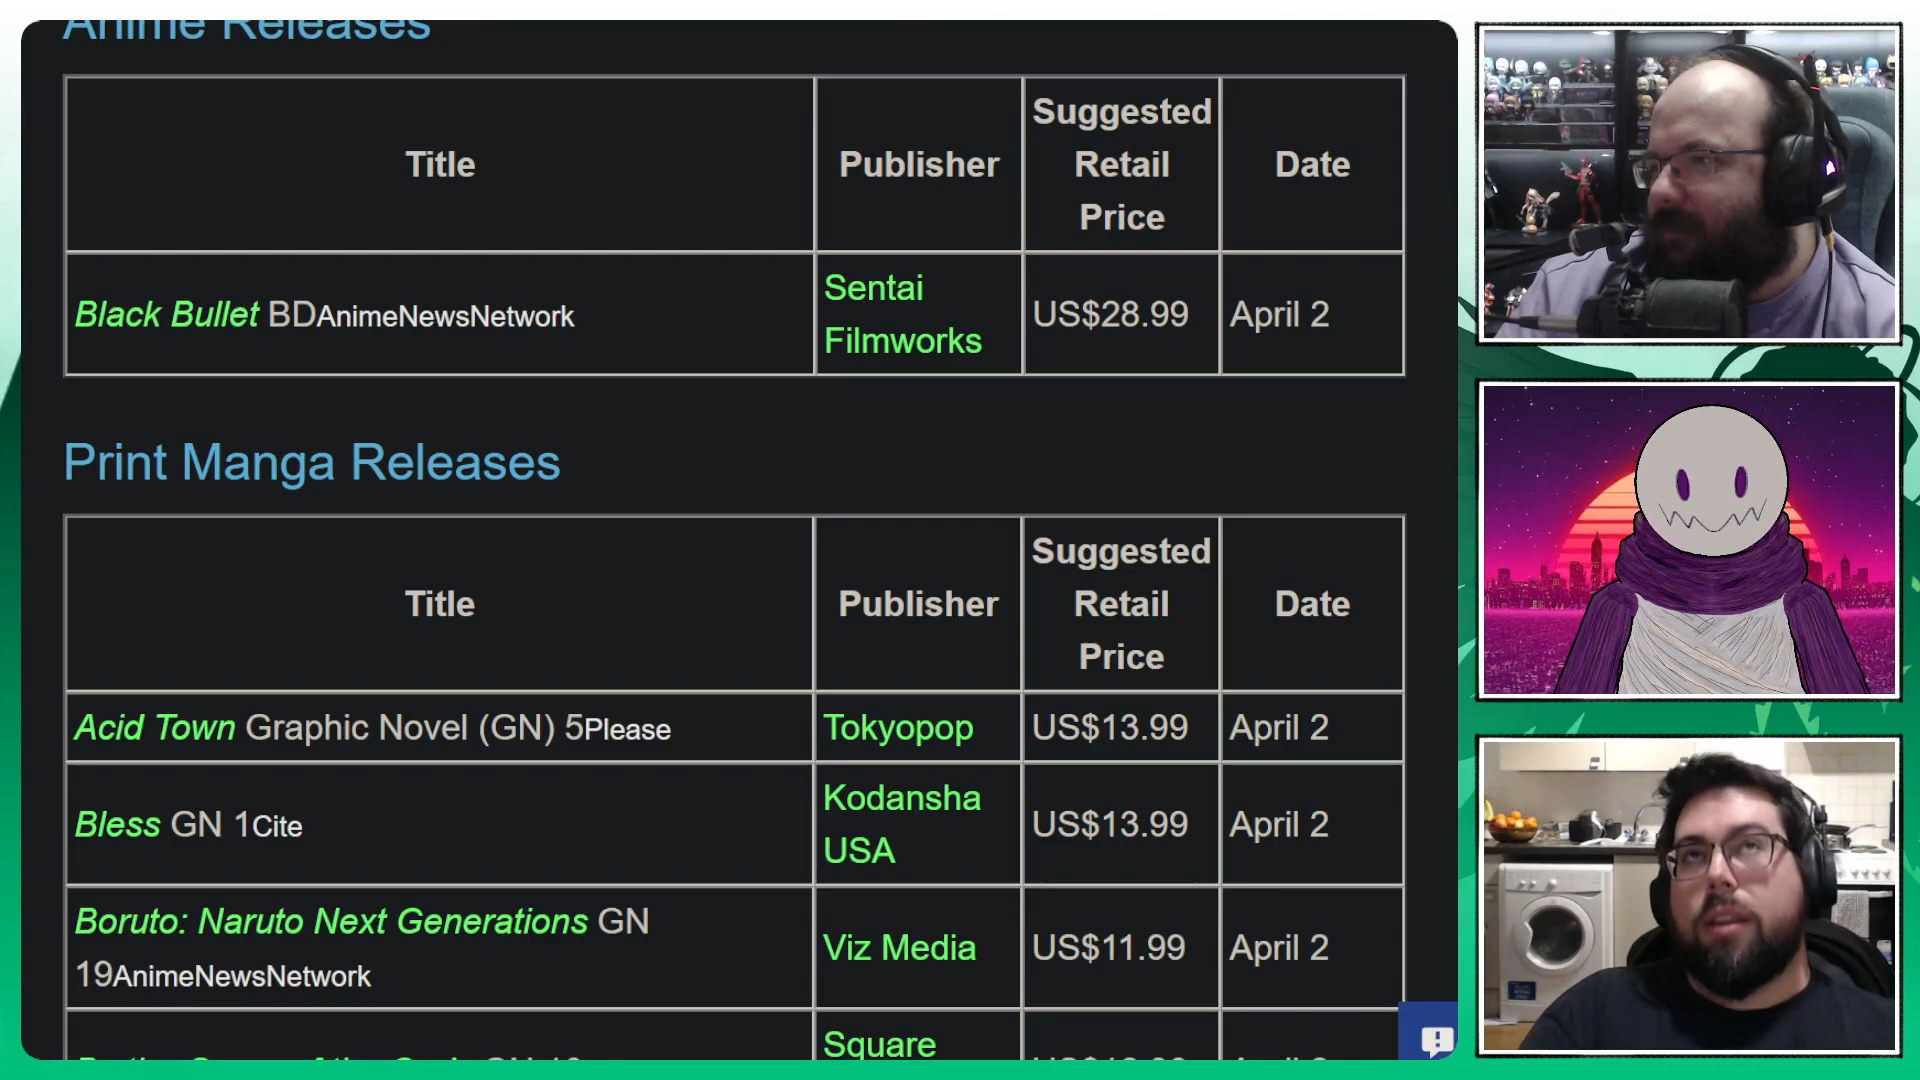 Anime Releases
Title
Publisher
Suggested
Retail
Price
Date
Black Bullet BDAnimeNewsNetwork
Sentai
Filmworks
US$28.99
April 2
Print Manga Releases
Title
Publisher
Suggested
Retail
Price
Date
Acid Town Graphic Novel (GN) 5Please
Tokyopop
US$13.99
April 2
Bless GN 1Cite
Kodansha
USA
US$13.99
April 2
Boruto: Naruto Next Generations GN
19AnimeNewsNetwork
Viz Media
US$11.99
April 2
Square